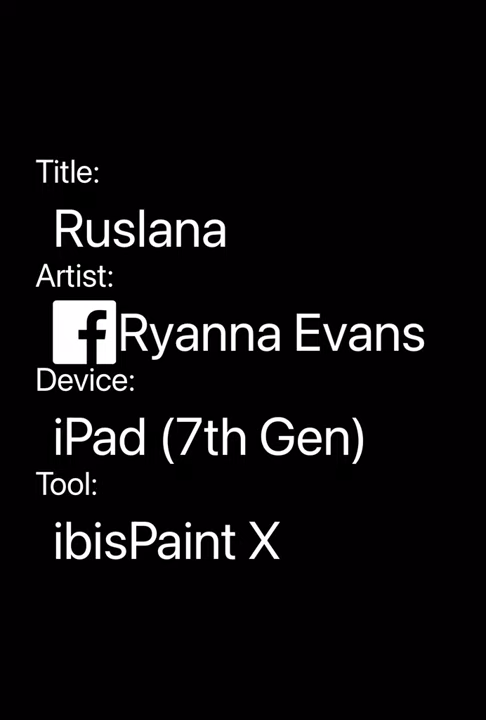 Title:
Ruslana
Artist:
Ryanna Evans
Device:
iPad (7th Gen)
Tool:
ibisPaint X